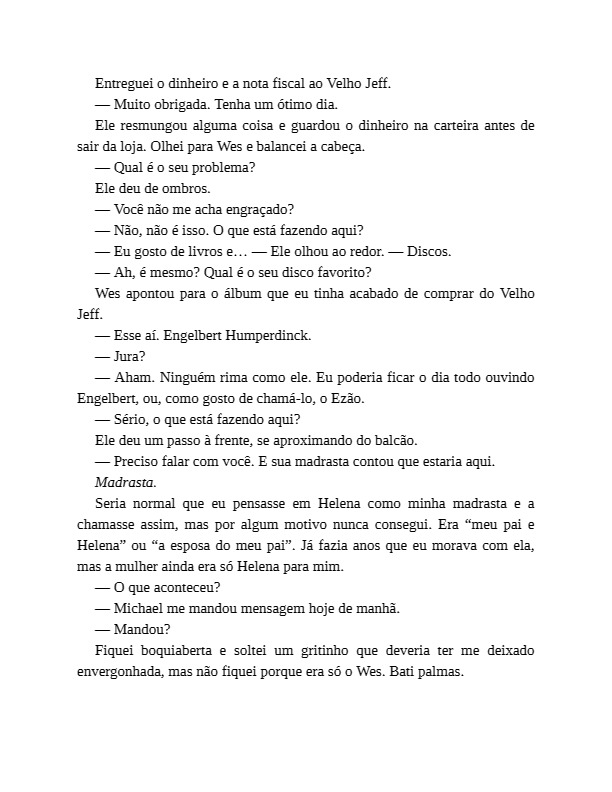 Entreguei o dinheiro e a nota fiscal ao Velho Jeff.
— Muito obrigada. Tenha um ótimo dia.
Ele resmungou alguma coisa e guardou o dinheiro na carteira antes de
sair da loja. Olhei para Wes e balancei a cabeça.
— Qual é o seu problema?
Ele deu de ombros.
— Você não me acha engraçado?
— Não, não é isso. O que está fazendo aqui?
— Eu gosto de livros e… — Ele olhou ao redor. — Discos.
— Ah, é mesmo? Qual é o seu disco favorito?
Wes apontou para o álbum que eu tinha acabado de comprar do Velho
Jeff.
— Esse aí. Engelbert Humperdinck.
— Jura?
— Aham. Ninguém rima como ele. Eu poderia ficar o dia todo ouvindo
Engelbert, ou, como gosto de chamá-lo, o Ezão.
— Sério, o que está fazendo aqui?
Ele deu um passo à frente, se aproximando do balcão.
— Preciso falar com você. E sua madrasta contou que estaria aqui.
Madrasta.
Seria normal que eu pensasse em Helena como minha madrasta e a
chamasse assim, mas por algum motivo nunca consegui. Era “meu pai e
Helena” ou “a esposa do meu pai”. Já fazia anos que eu morava com ela,
mas a mulher ainda era só Helena para mim.
— O que aconteceu?
— Michael me mandou mensagem hoje de manhã.
— Mandou?
Fiquei boquiaberta e soltei um gritinho que deveria ter me deixado
envergonhada, mas não fiquei porque era só o Wes. Bati palmas.